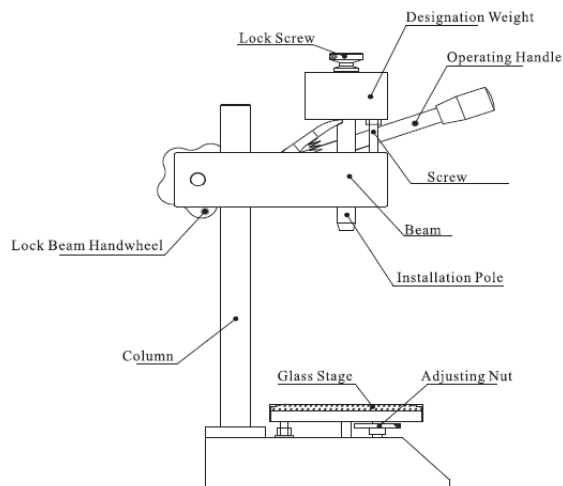 Designation Weight
Lock Screw
Operating Handle
Screw
Beam
Lock Beam Handwheel
Installation Pole
Column
Glass Stage
Adjusting Nut